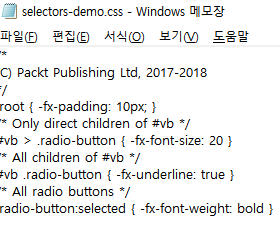 selectors-demo.css - Windows 메모장
파일(F) 편집(E) 서식(O) 보기(V) 도움말
/*
(C) Packt Publishing Ltd, 2017-2018
*/
root { -fx-padding: 10px; }
/* Only direct children of #vb */
#vb > .radio-button { -fx-font-size: 20 }
/* All children of #vb */
#vb .radio-button { -fx-underline: true }
/* All radio buttons */
radio-button:selected { -fx-font-weight: bold }